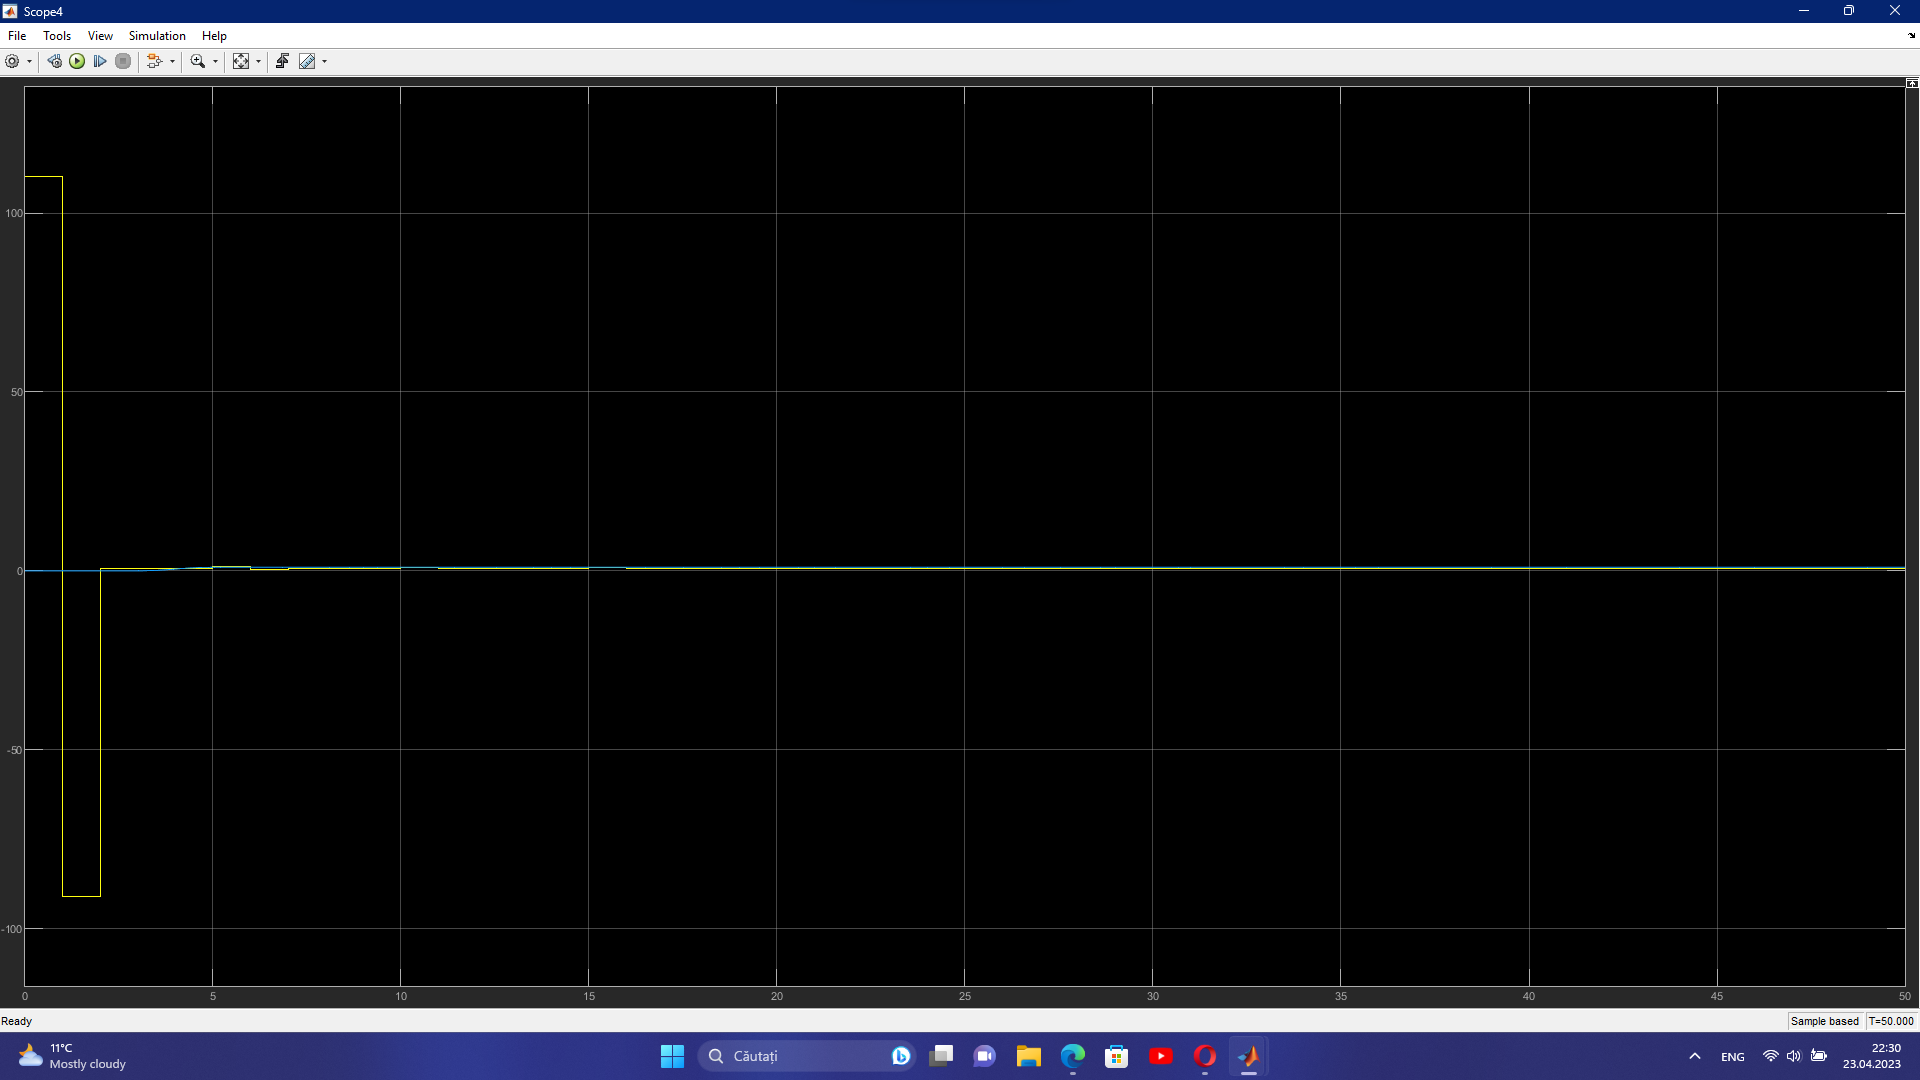 Scope4
File Tools View Simulation Help
100
50
0
-50
-100
0 5 10 15 20 25 30 35 40 45 50
Ready
Sample based T=50.000
11°C
Mostly cloudy
Căutați
ENG
22:30
23.04.2023